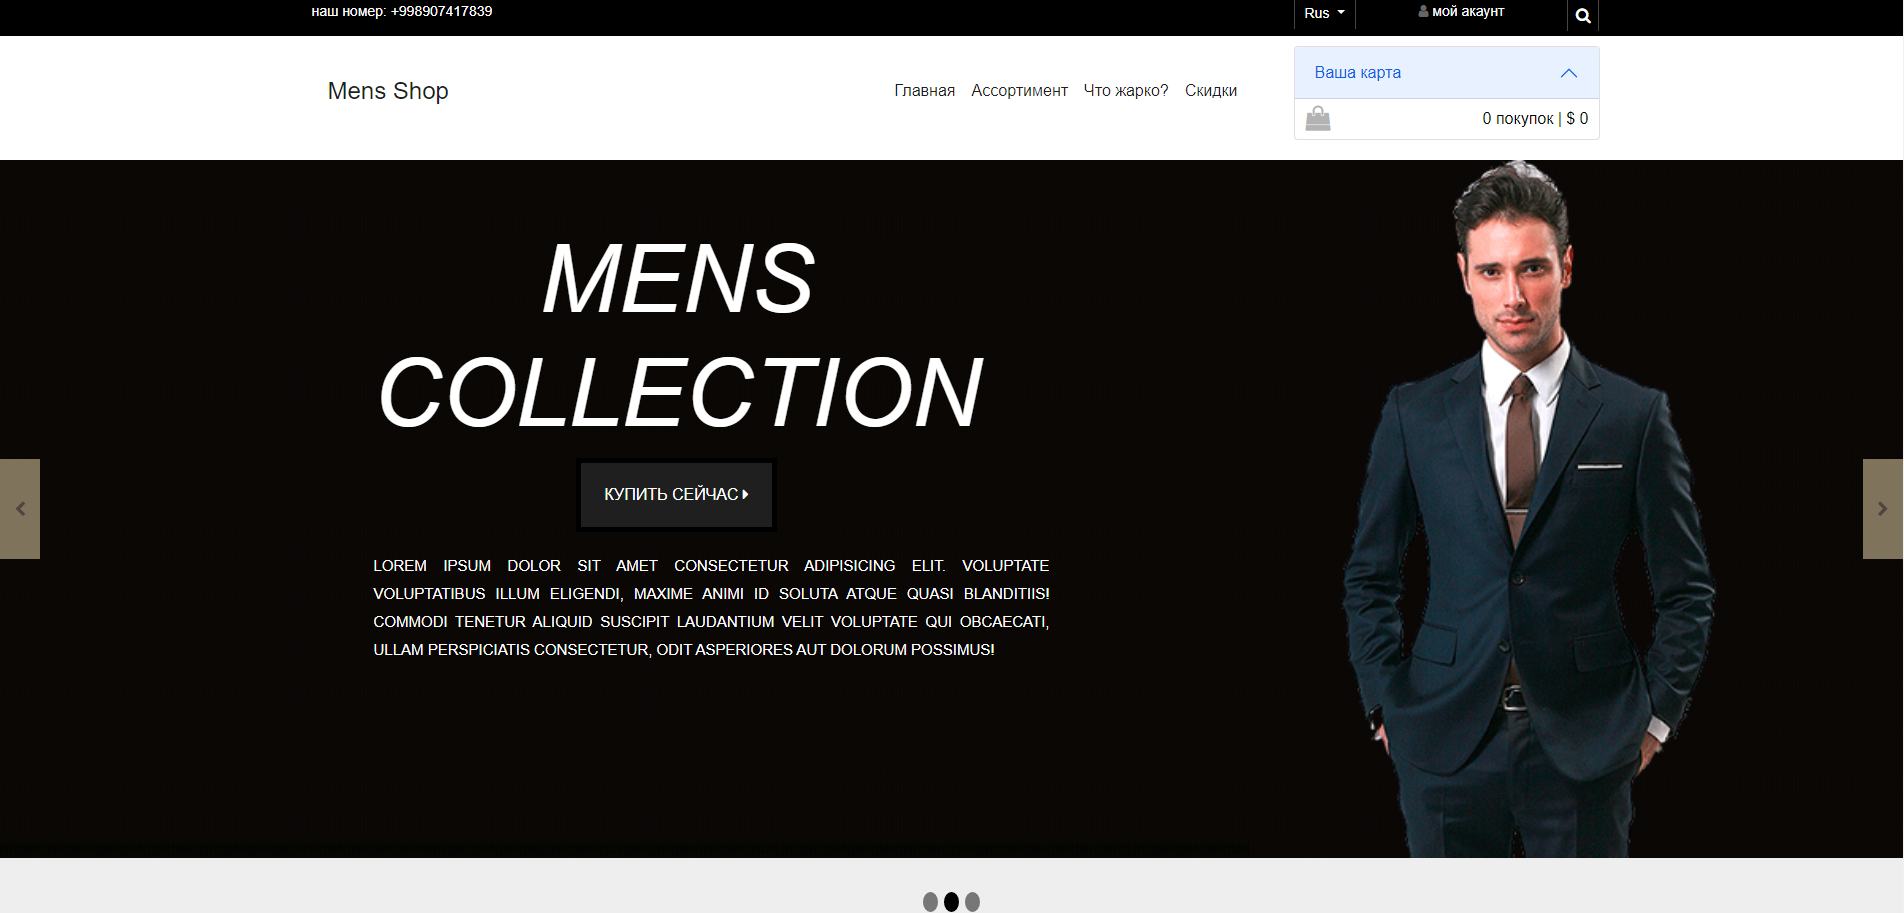 наш номер: +998907417839
Rus
мой акаунт
Mens Shop
Главная Ассортимент Что жарко? Скидки
Ваша карта
0 покупок | $ 0
MENS
COLLECTION
КУПИТЬ СЕЙЧАС
LOREM IPSUM DOLOR SIT AMET CONSECTETUR ADIPISICING ELIT. VOLUPTATE
VOLUPTATIBUS ILLUM ELIGENDI, MAXIME ANIMI ID SOLUTA ATQUE QUASI BLANDITIIS!
COMMODI TENETUR ALIQUID SUSCIPIT LAUDANTIUM VELIT VOLUPTATE QUI OBCAECATI,
ULLAM PERSPICIATIS CONSECTETUR, ODIT ASPERIORES AUT DOLORUM POSSIMUS!